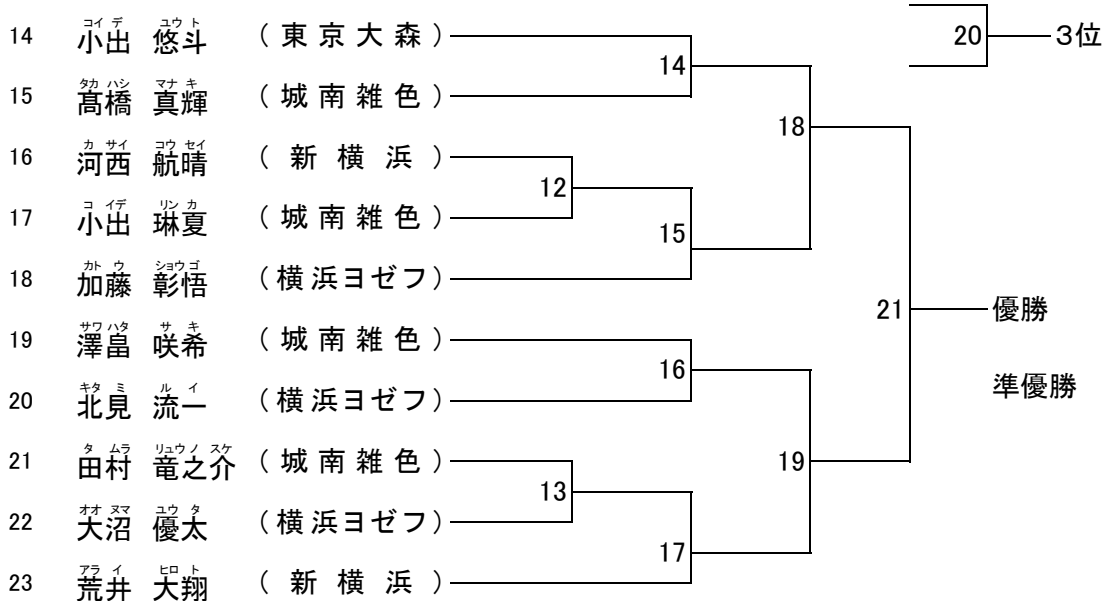 コイ デ ユウ ト
14 小出 悠斗 (東京大森) 14 20 3位
タカ ハシ マナ キ
15 髙橋 真輝 (城南雑色) 18
カ サイ コウ セイ
16 河西 航晴 (新横浜) 12
コ イデ リン カ
17 小出 琳夏 (城南雑色) 15
カト ウ ショウ ゴ
18 加藤 彰悟 (横浜ヨゼフ) 21 優勝
サワ ハタ サ キ
19 澤畠 咲希 (城南雑色) 16
キタ ミ ル イ
20 北見 流一 (横浜ヨゼフ) 準優勝
タ ムラ リュウ ノ スケ
21 田村 竜之介 (城南雑色) 13 19
オオ ヌマ ユウ タ
22 大沼 優太 (横浜ヨゼフ) 17
アラ イ ヒロ ト
23 荒井 大翔 (新横浜)